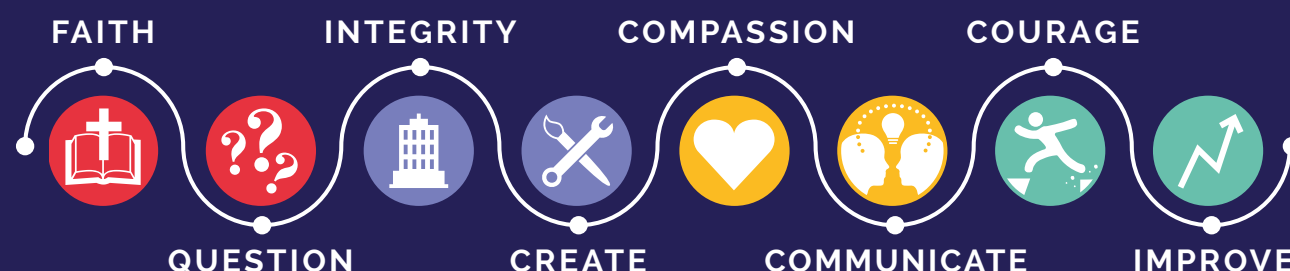 FAITH
INTEGRITY
COMPASSION
COURAGE
QUESTION
CREATE
COMMUNICATE
IMPROVE